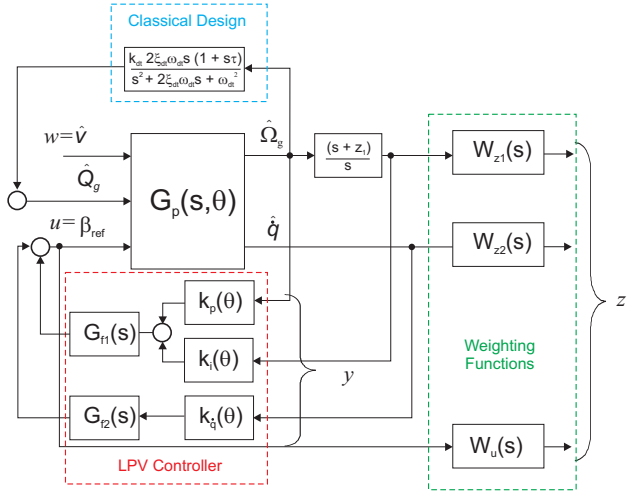 Classical Design
k_dt 2ξ_dt ω_dt s (1 + sτ)
s² + 2ξ_dt ω_dt s + ω_dt²
w=v̂
Q̂_g
u=β_ref
G_p(s,θ)
Ω̂_g
(s + z_1)
s
q̇̂
W_z1(s)
W_z2(s)
W_u(s)
z
Weighting
Functions
k_p(θ)
G_f1(s)
k_i(θ)
y
G_f2(s)
k_q̇(θ)
LPV Controller